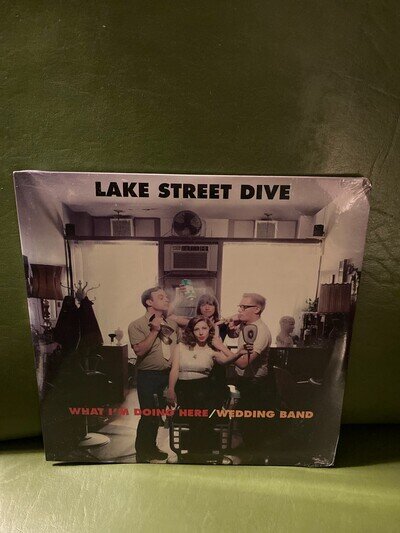 LAKE STREET DIVE
WHAT I'M DOING HERE/WEDDING BAND